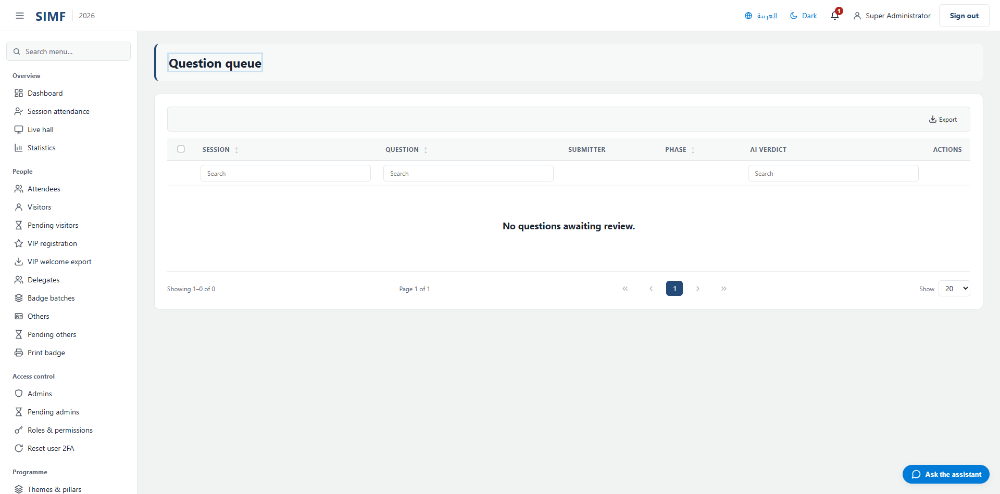 SIMF 2026
العربية
Dark
1
Super Administrator
Sign out
Search menu...
Overview
Dashboard
Session attendance
Live hall
Statistics
People
Attendees
Visitors
Pending visitors
VIP registration
VIP welcome export
Delegates
Badge batches
Others
Pending others
Print badge
Access control
Admins
Pending admins
Roles & permissions
Reset user 2FA
Programme
Themes & pillars
Question queue
Export
SESSION QUESTION SUBMITTER PHASE AI VERDICT ACTIONS
Search Search Search
No questions awaiting review.
Showing 1–0 of 0 Page 1 of 1 « ‹ 1 › » Show 20
Ask the assistant